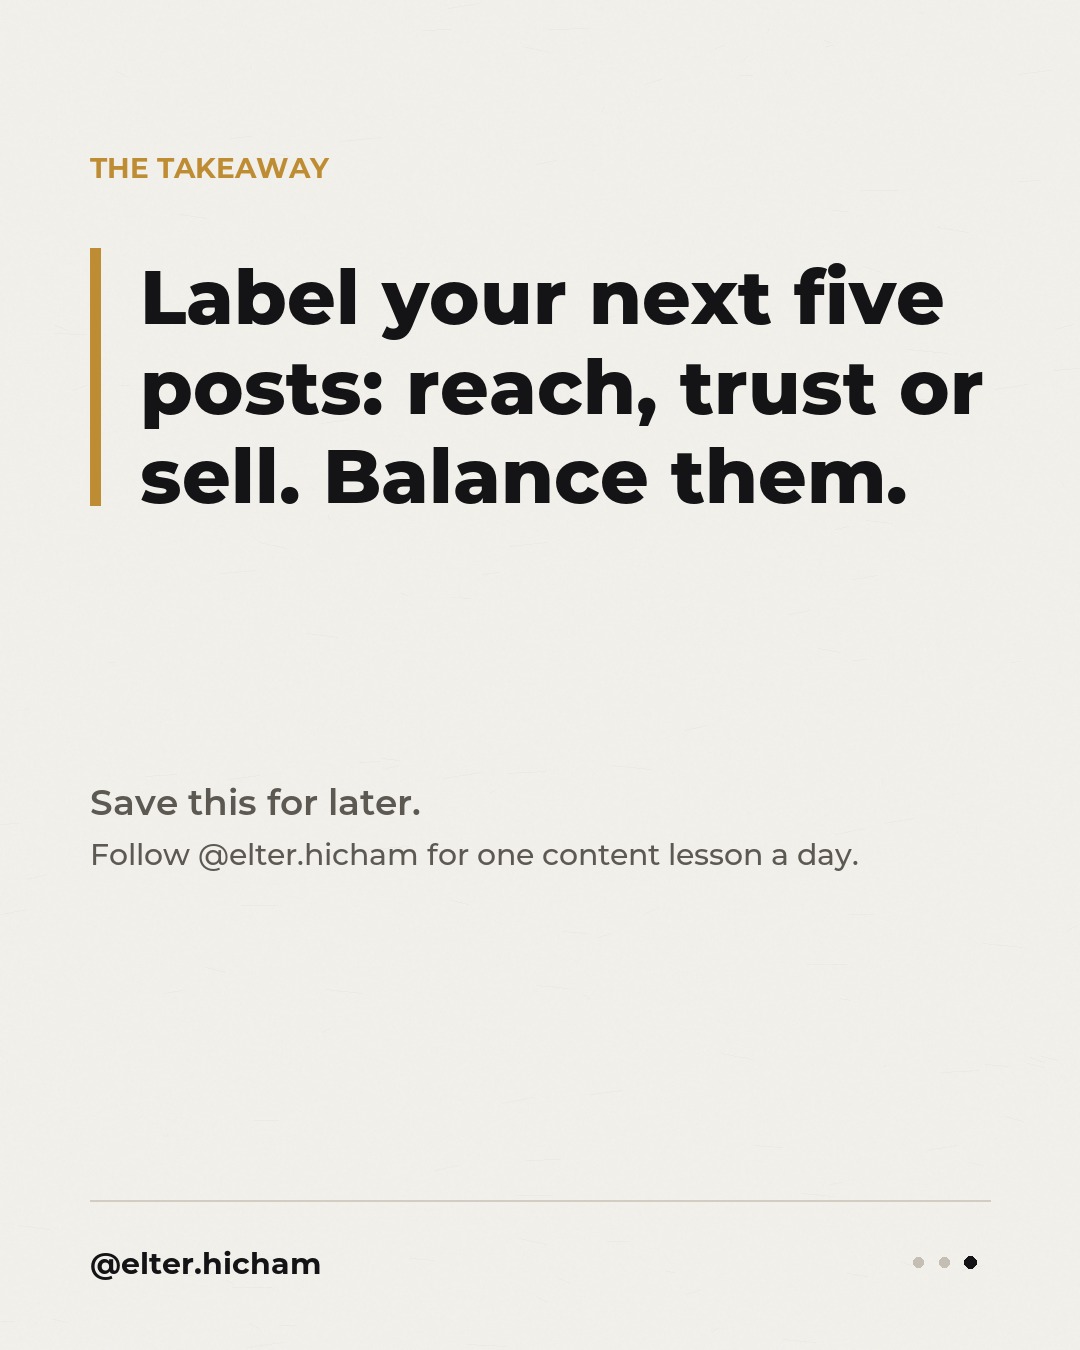 THE TAKEAWAY
Label your next five
posts: reach, trust or
sell. Balance them.
Save this for later.
Follow @elter.hicham for one content lesson a day.
@elter.hicham